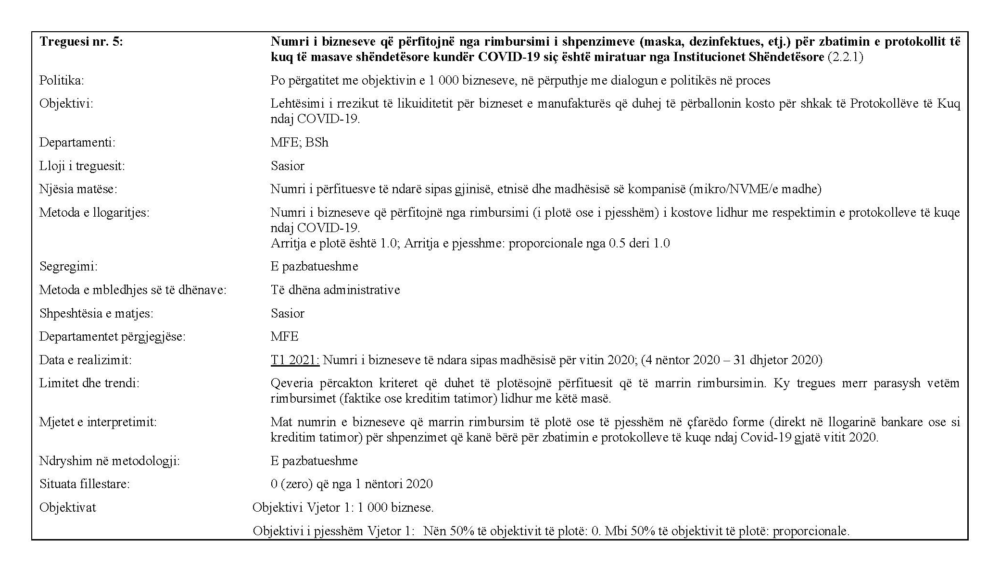 Treguesi nr. 5: Numri i bizneseve që përfitojnë nga rimbursimi i shpenzimeve (maska, dezinfektues, etj.) për zbatimin e protokollit të
kuq të masave shëndetësore kundër COVID-19 siç është miratuar nga Institucionet Shëndetësore (2.2.1)
Politika: Po përgatitet me objektivin e 1 000 bizneseve, në përputhje me dialogun e politikës në proces
Objektivi: Lehtësimi i rrezikut të likuiditetit për bizneset e manufakturës që duhej të përballonin kosto për shkak të Protokollëve të Kuq
ndaj COVID-19.
Departamenti: MFE; BSh
Lloji i treguesit: Sasior
Njësia matëse: Numri i përfituesve të ndarë sipas gjinisë, etnisë dhe madhësisë së kompanisë (mikro/NVME/e madhe)
Metoda e llogaritjes: Numri i bizneseve që përfitojnë nga rimbursimi (i plotë ose i pjesshëm) i kostove lidhur me respektimin e protokolleve të kuqe
ndaj COVID-19.
Arritja e plotë është 1.0; Arritja e pjesshme: proporcionale nga 0.5 deri 1.0
Segregimi: E pazbatueshme
Metoda e mbledhjes së të dhënave: Të dhëna administrative
Shpeshtësia e matjes: Sasior
Departamentet përgjegjëse: MFE
Data e realizimit: T1 2021: Numri i bizneseve të ndara sipas madhësisë për vitin 2020; (4 nëntor 2020 – 31 dhjetor 2020)
Limitet dhe trendi: Qeveria përcakton kriteret që duhet të plotësojnë përfituesit që të marrin rimbursimin. Ky tregues merr parasysh vetëm
rimbursimet (faktike ose kreditim tatimor) lidhur me këtë masë.
Mjetet e interpretimit: Mat numrin e bizneseve që marrin rimbursim të plotë ose të pjesshëm në çfarëdo forme (direkt në llogarinë bankare ose si
kreditim tatimor) për shpenzimet që kanë bërë për zbatimin e protokolleve të kuqe ndaj Covid-19 gjatë vitit 2020.
Ndryshim në metodologji: E pazbatueshme
Situata fillestare: 0 (zero) që nga 1 nëntori 2020
Objektivat Objektivi Vjetor 1: 1 000 biznese.
Objektivi i pjesshëm Vjetor 1: Nën 50% të objektivit të plotë: 0. Mbi 50% të objektivit të plotë: proporcionale.